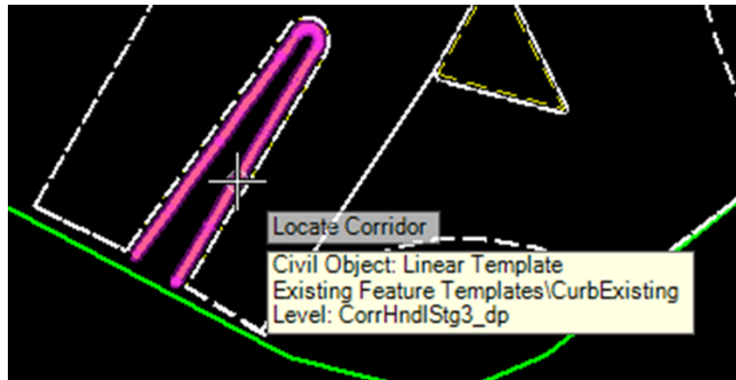 Locate Corridor
Civil Object: Linear Template
Existing Feature Templates\CurbExisting
Level: CorrHndlStg3_dp